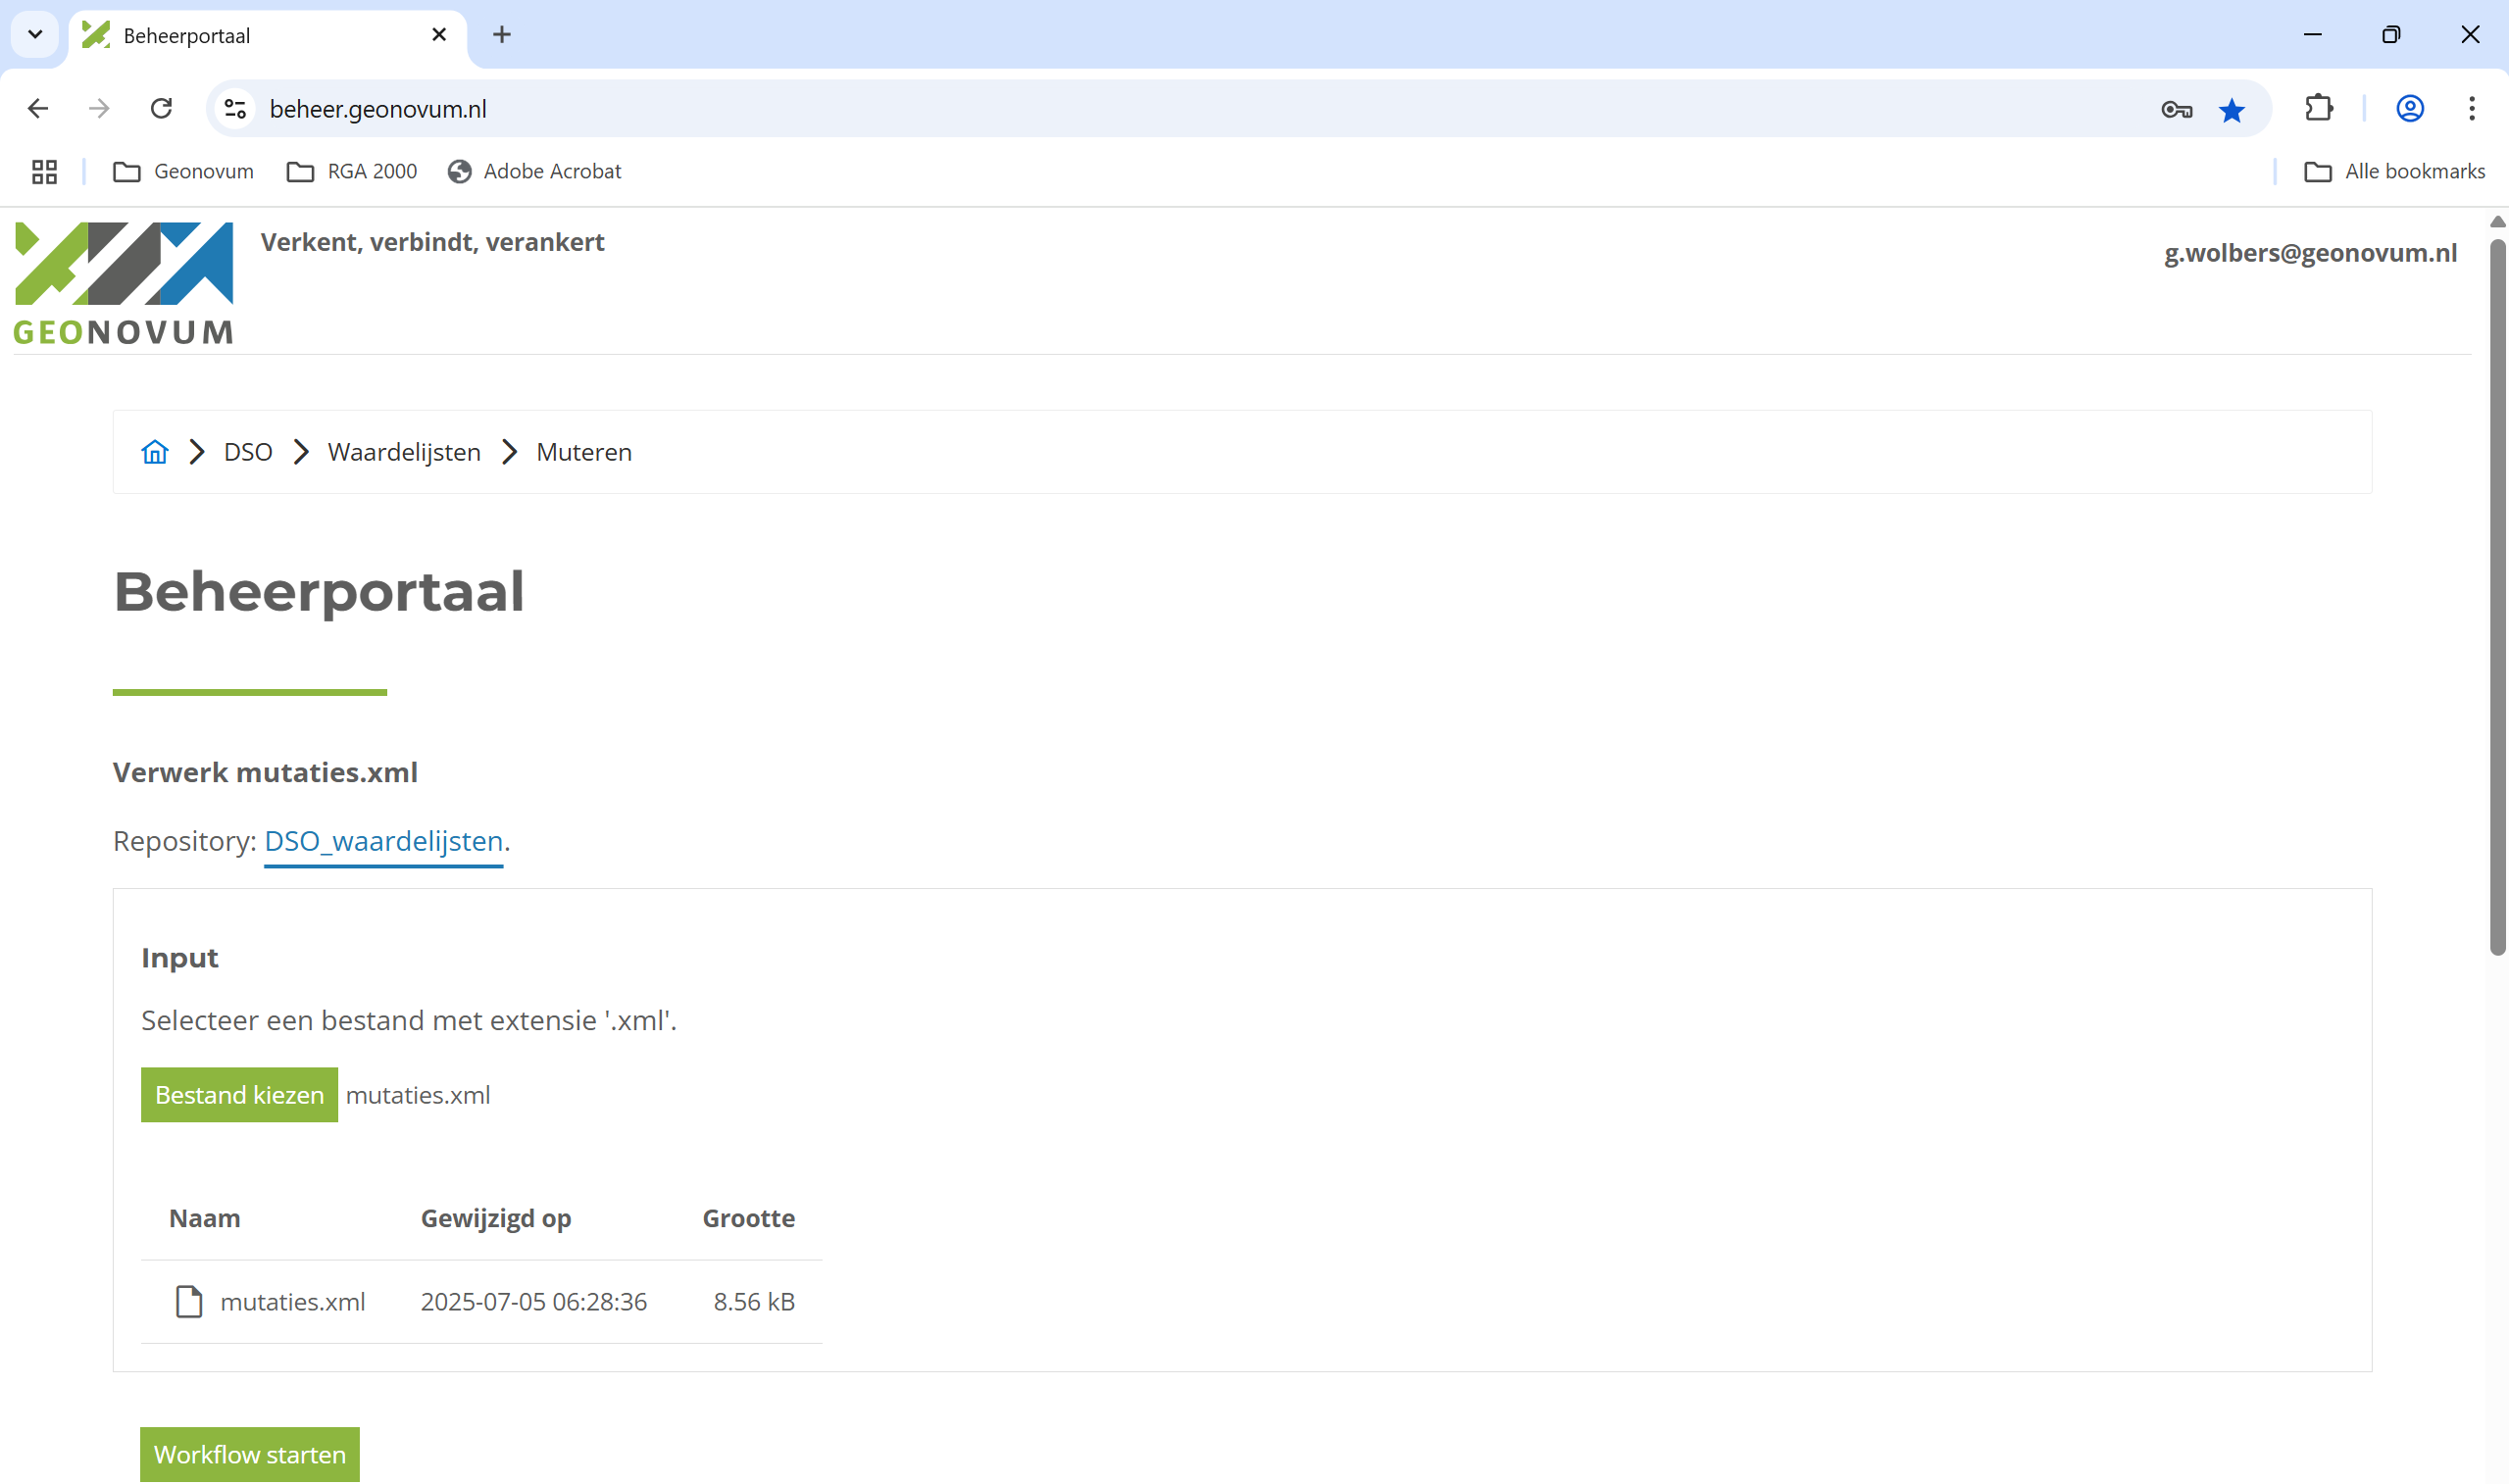 Beheerportaal
beheer.geonovum.nl
Geonovum
RGA 2000
Adobe Acrobat
Alle bookmarks
Verkent, verbindt, verankert
g.wolbers@geonovum.nl
GEONOVUM
DSO
Waardelijsten
Muteren
Beheerportaal
Verwerk mutaties.xml
Repository: DSO_waardelijsten.
Input
Selecteer een bestand met extensie '.xml'.
Bestand kiezen mutaties.xml
Naam Gewijzigd op Grootte
mutaties.xml 2025-07-05 06:28:36 8.56 kB
Workflow starten